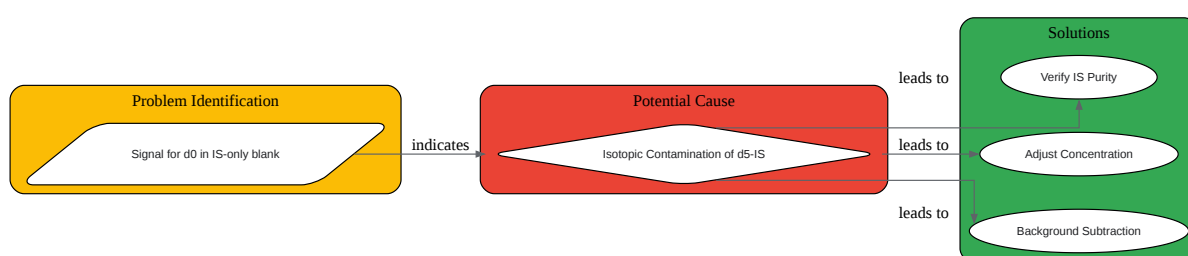 Problem Identification
Signal for d0 in IS-only blank
indicates
Potential Cause
Isotopic Contamination of d5-IS
leads to
leads to
leads to
Solutions
Verify IS Purity
Adjust Concentration
Background Subtraction